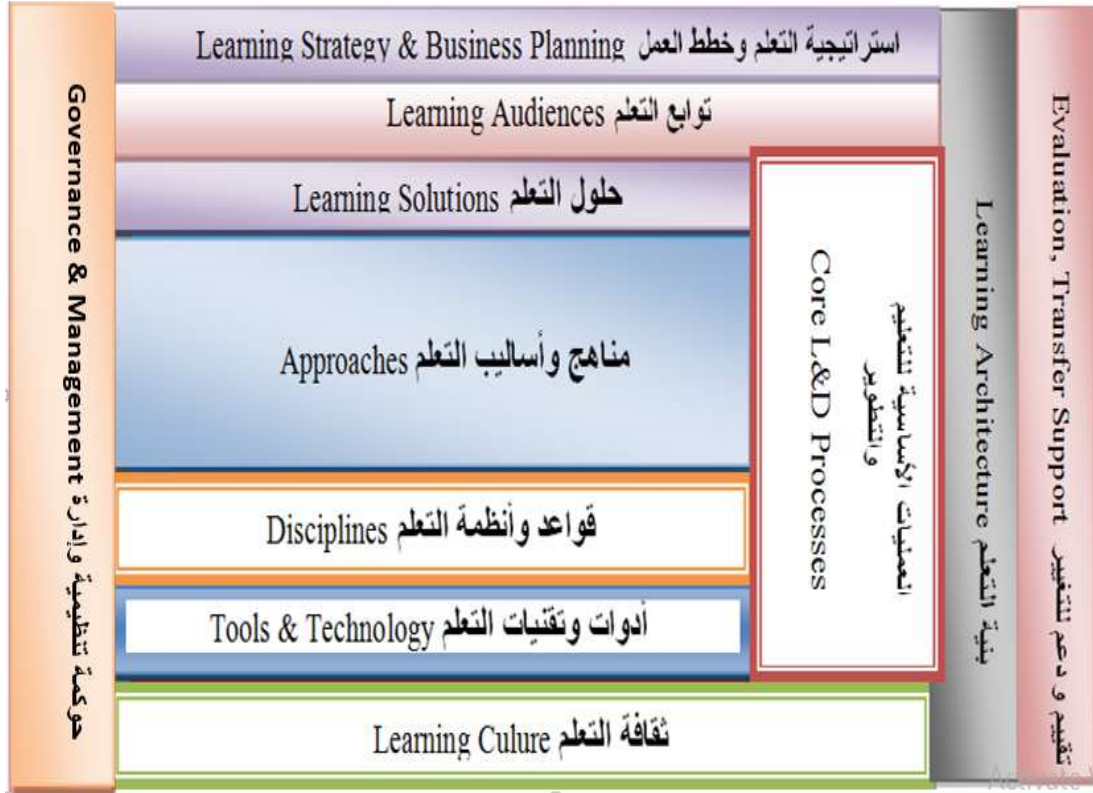 Governance & Management حوكمة تنظيمية وإدارة
Learning Strategy & Business Planning استراتيجية التعلم وخطط العمل
Learning Audiences توابع التعلم
Learning Solutions حلول التعلم
Approaches مناهج وأساليب التعلم
Disciplines قواعد وأنظمة التعلم
Tools & Technology أدوات وتقنيات التعلم
Learning Culure ثقافة التعلم
العمليات الأساسية للتعليم
والتطوير
Core L&D Processes
Learning Architecture بنية التعلم
Evaluation, Transfer Support تقييم و دعم للتغيير
Activate